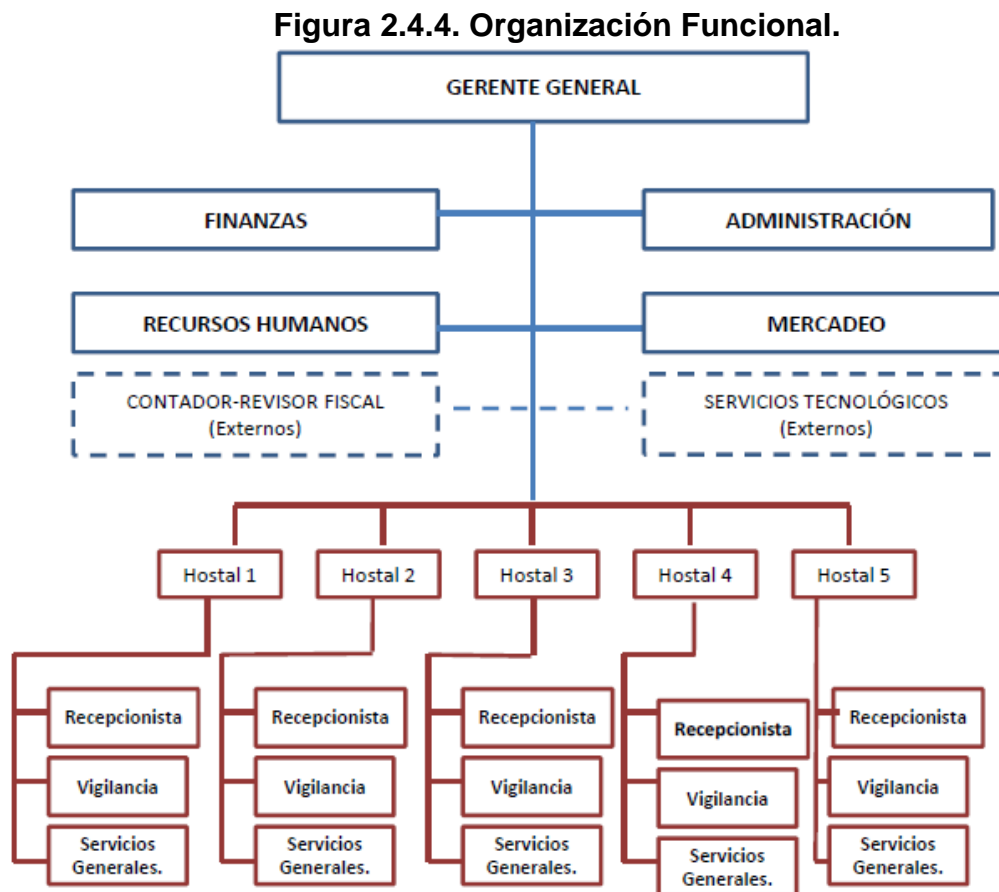 Figura 2.4.4. Organización Funcional.
GERENTE GENERAL
FINANZAS
ADMINISTRACIÓN
RECURSOS HUMANOS
MERCADEO
CONTADOR-REVISOR FISCAL
(Externos)
SERVICIOS TECNOLÓGICOS
(Externos)
Hostal 1
Hostal 2
Hostal 3
Hostal 4
Hostal 5
Recepcionista
Vigilancia
Servicios
Generales.
Recepcionista
Vigilancia
Servicios
Generales.
Recepcionista
Vigilancia
Servicios
Generales.
Recepcionista
Vigilancia
Servicios
Generales.
Recepcionista
Vigilancia
Servicios
Generales.